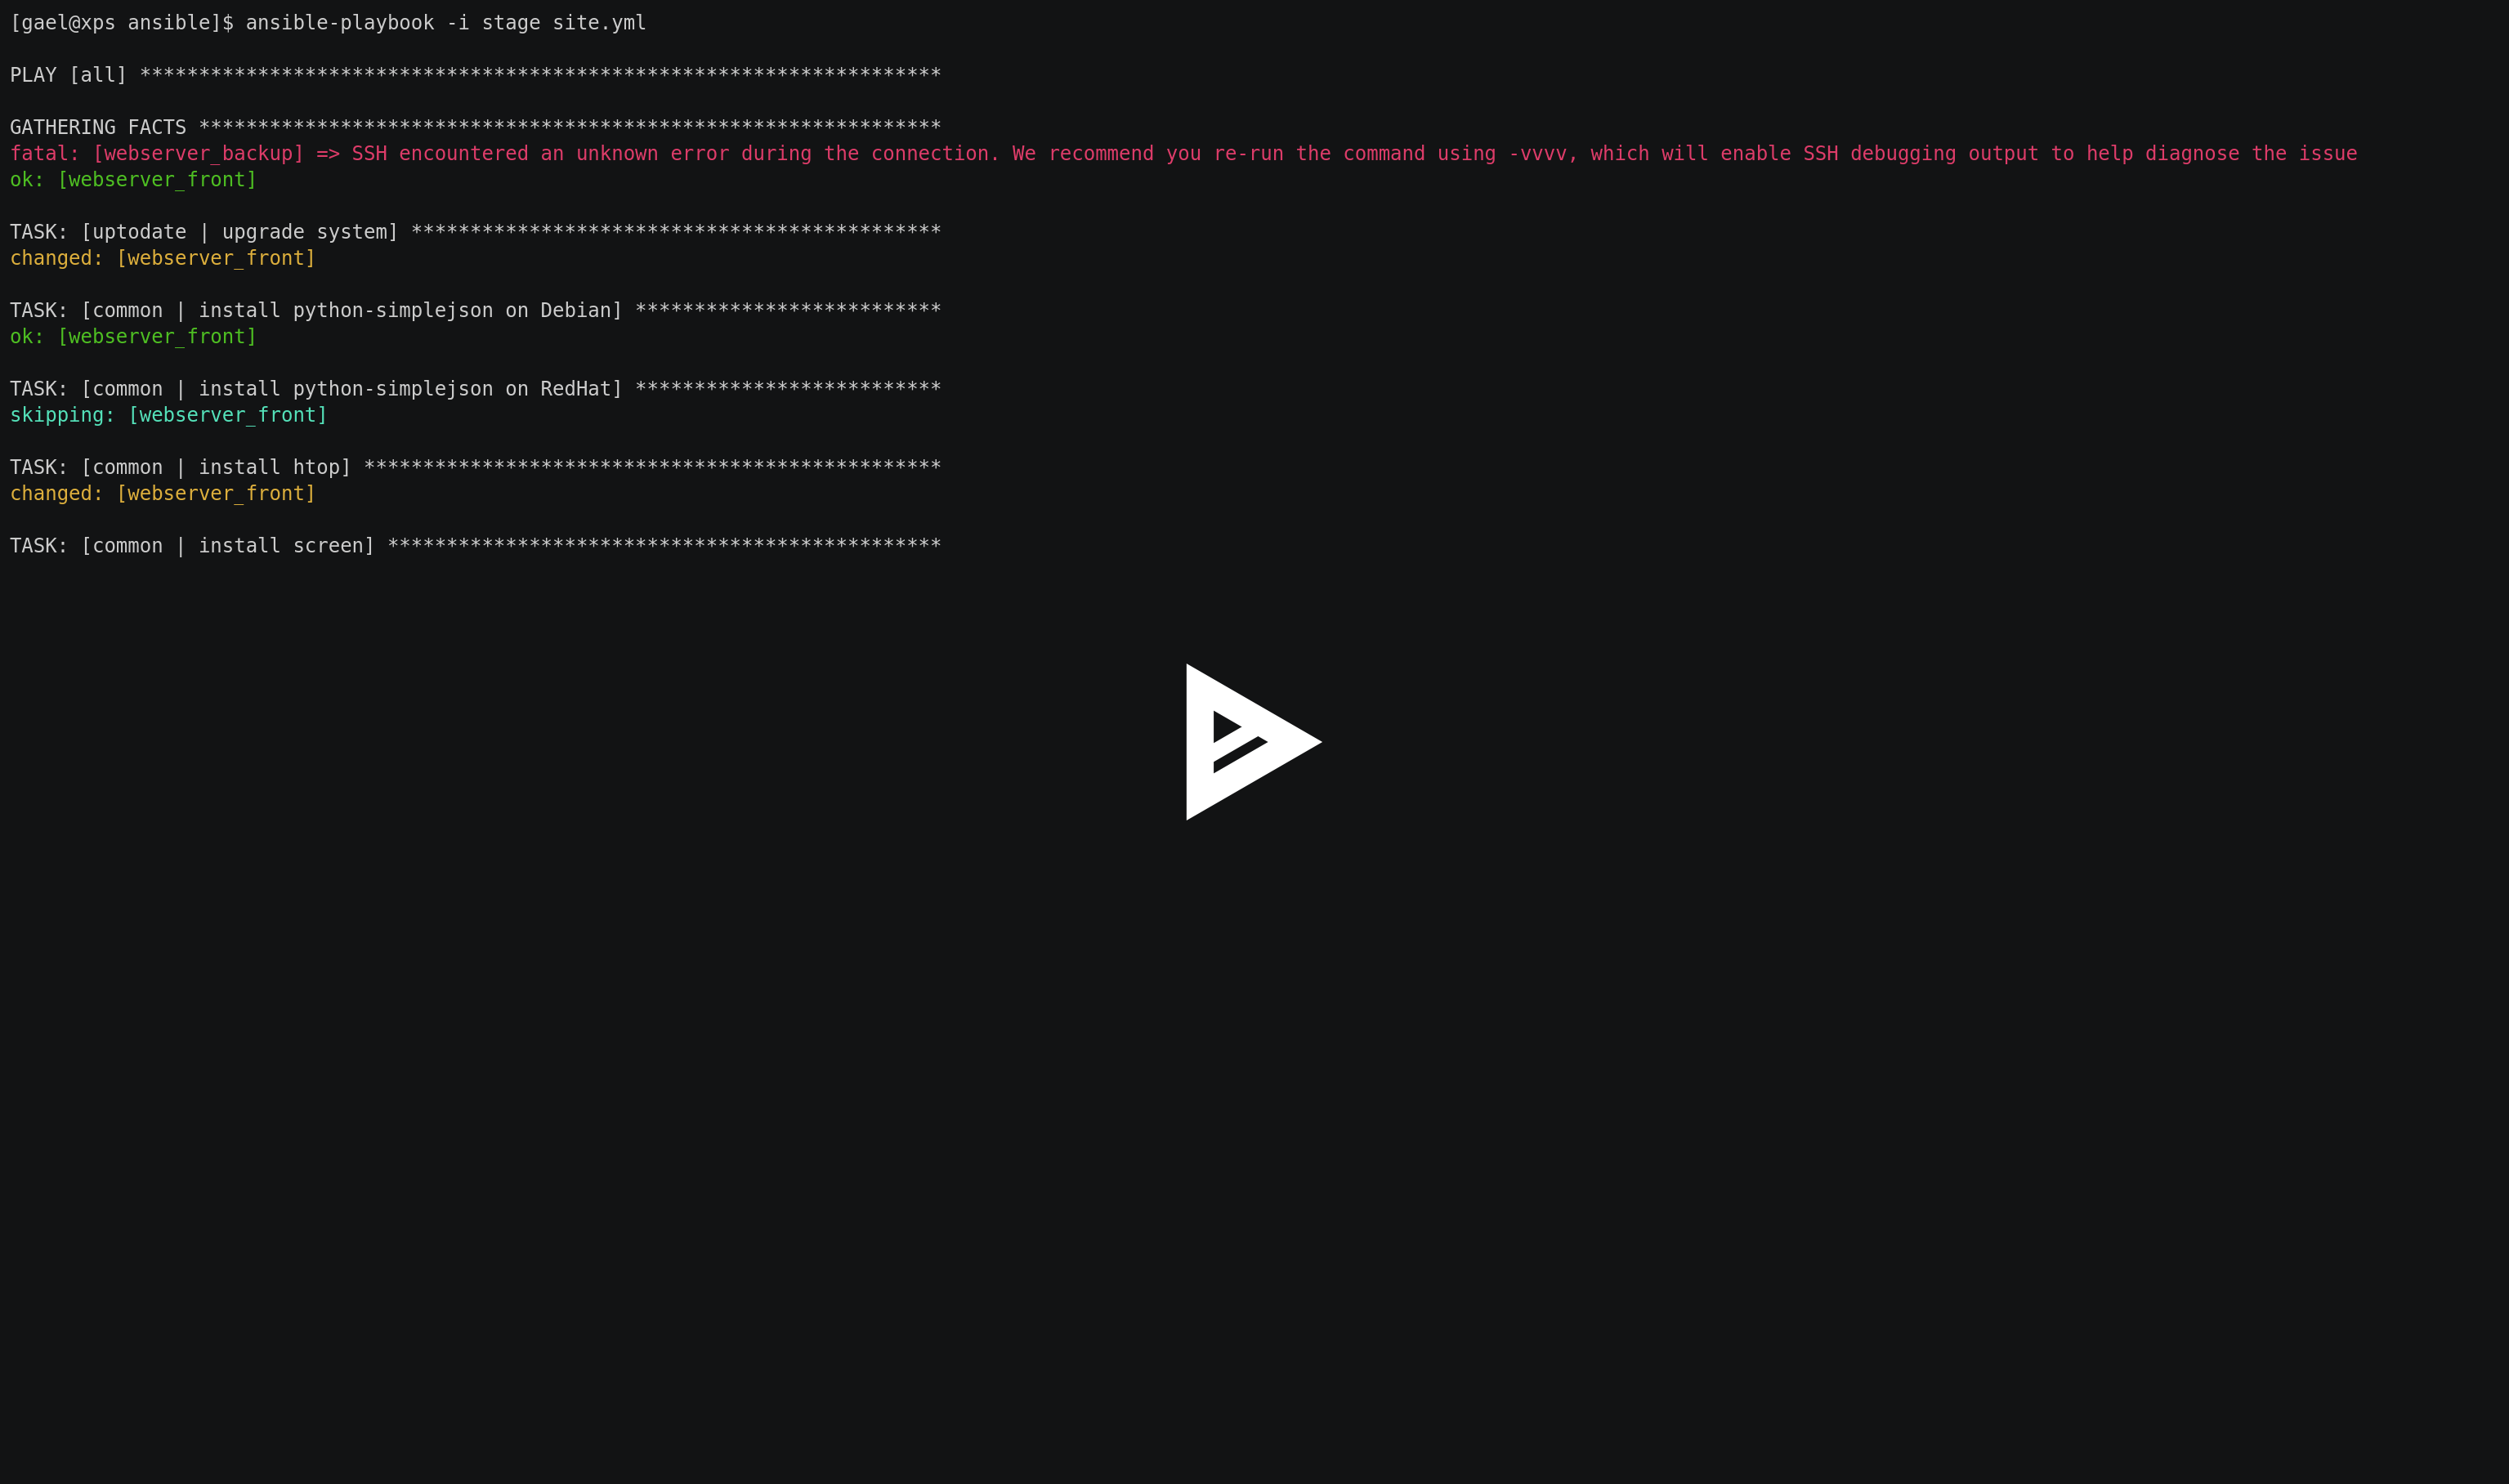 [gael@xps ansible]$ ansible-playbook -i stage site.yml
PLAY [all] ********************************************************************
GATHERING FACTS ***************************************************************
fatal: [webserver_backup] => SSH encountered an unknown error during the connection. We recommend you re-run the command using -vvvv, which will enable SSH debugging output to help diagnose the issue
ok: [webserver_front]
TASK: [uptodate | upgrade system] *********************************************
changed: [webserver_front]
TASK: [common | install python-simplejson on Debian] **************************
ok: [webserver_front]
TASK: [common | install python-simplejson on RedHat] **************************
skipping: [webserver_front]
TASK: [common | install htop] *************************************************
changed: [webserver_front]
TASK: [common | install screen] ***********************************************